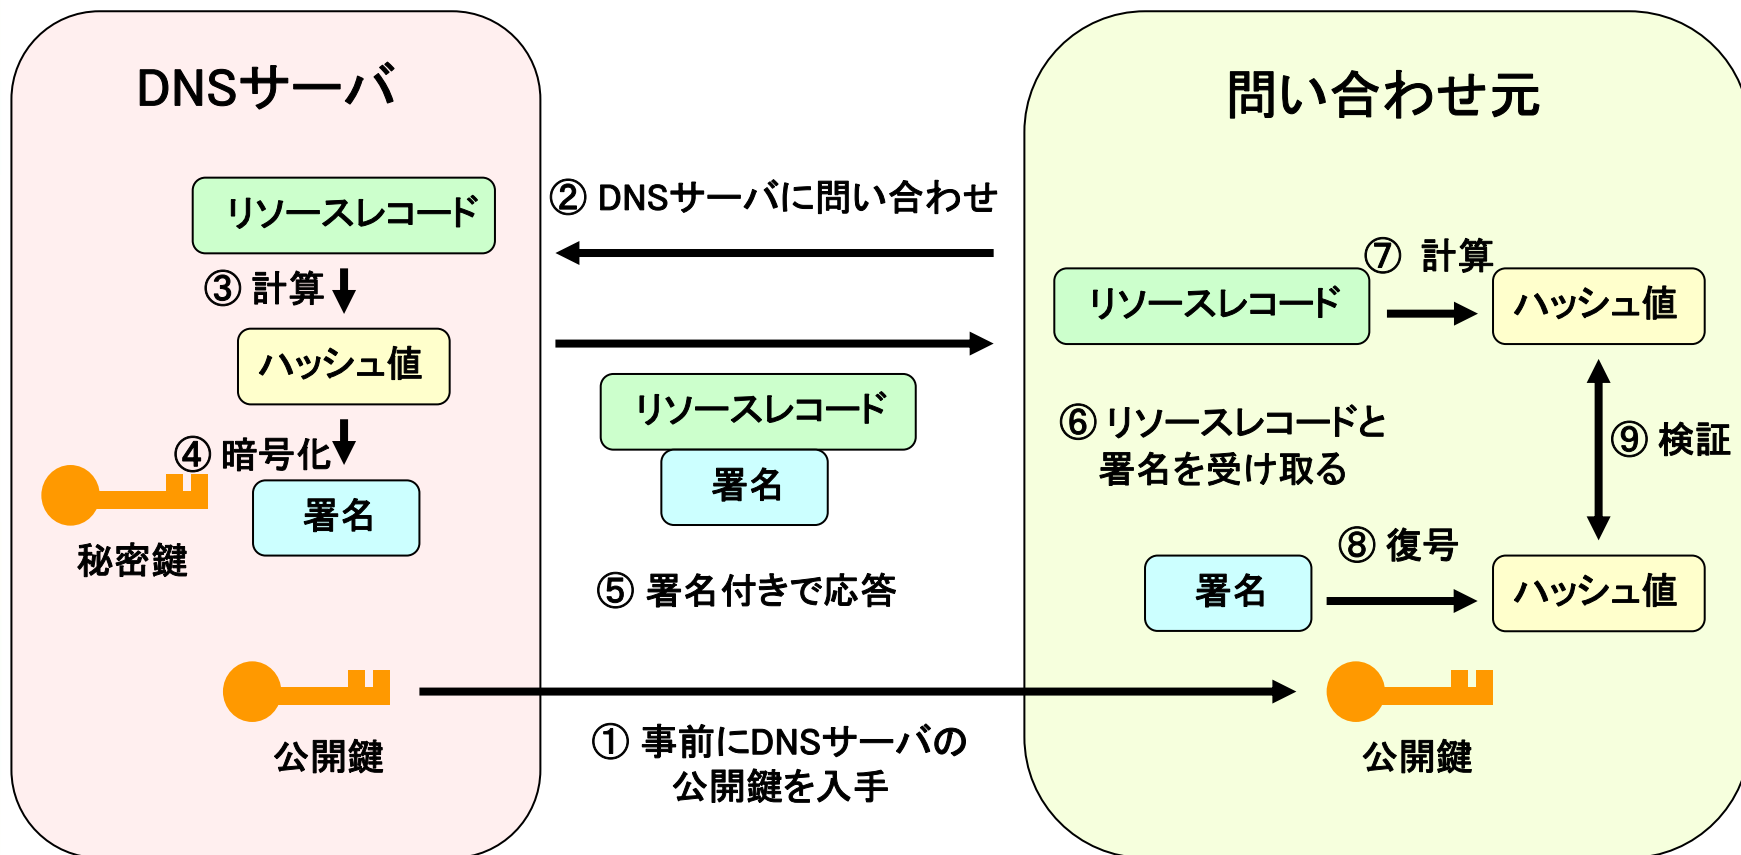 DNSサーバ
リソースレコード
③ 計算
ハッシュ値
④ 暗号化
署名
秘密鍵
公開鍵
② DNSサーバに問い合わせ
リソースレコード
署名
⑤ 署名付きで応答
① 事前にDNSサーバの
公開鍵を入手
問い合わせ元
⑦ 計算
リソースレコード
ハッシュ値
⑥ リソースレコードと
署名を受け取る
⑨ 検証
⑧ 復号
署名
ハッシュ値
公開鍵